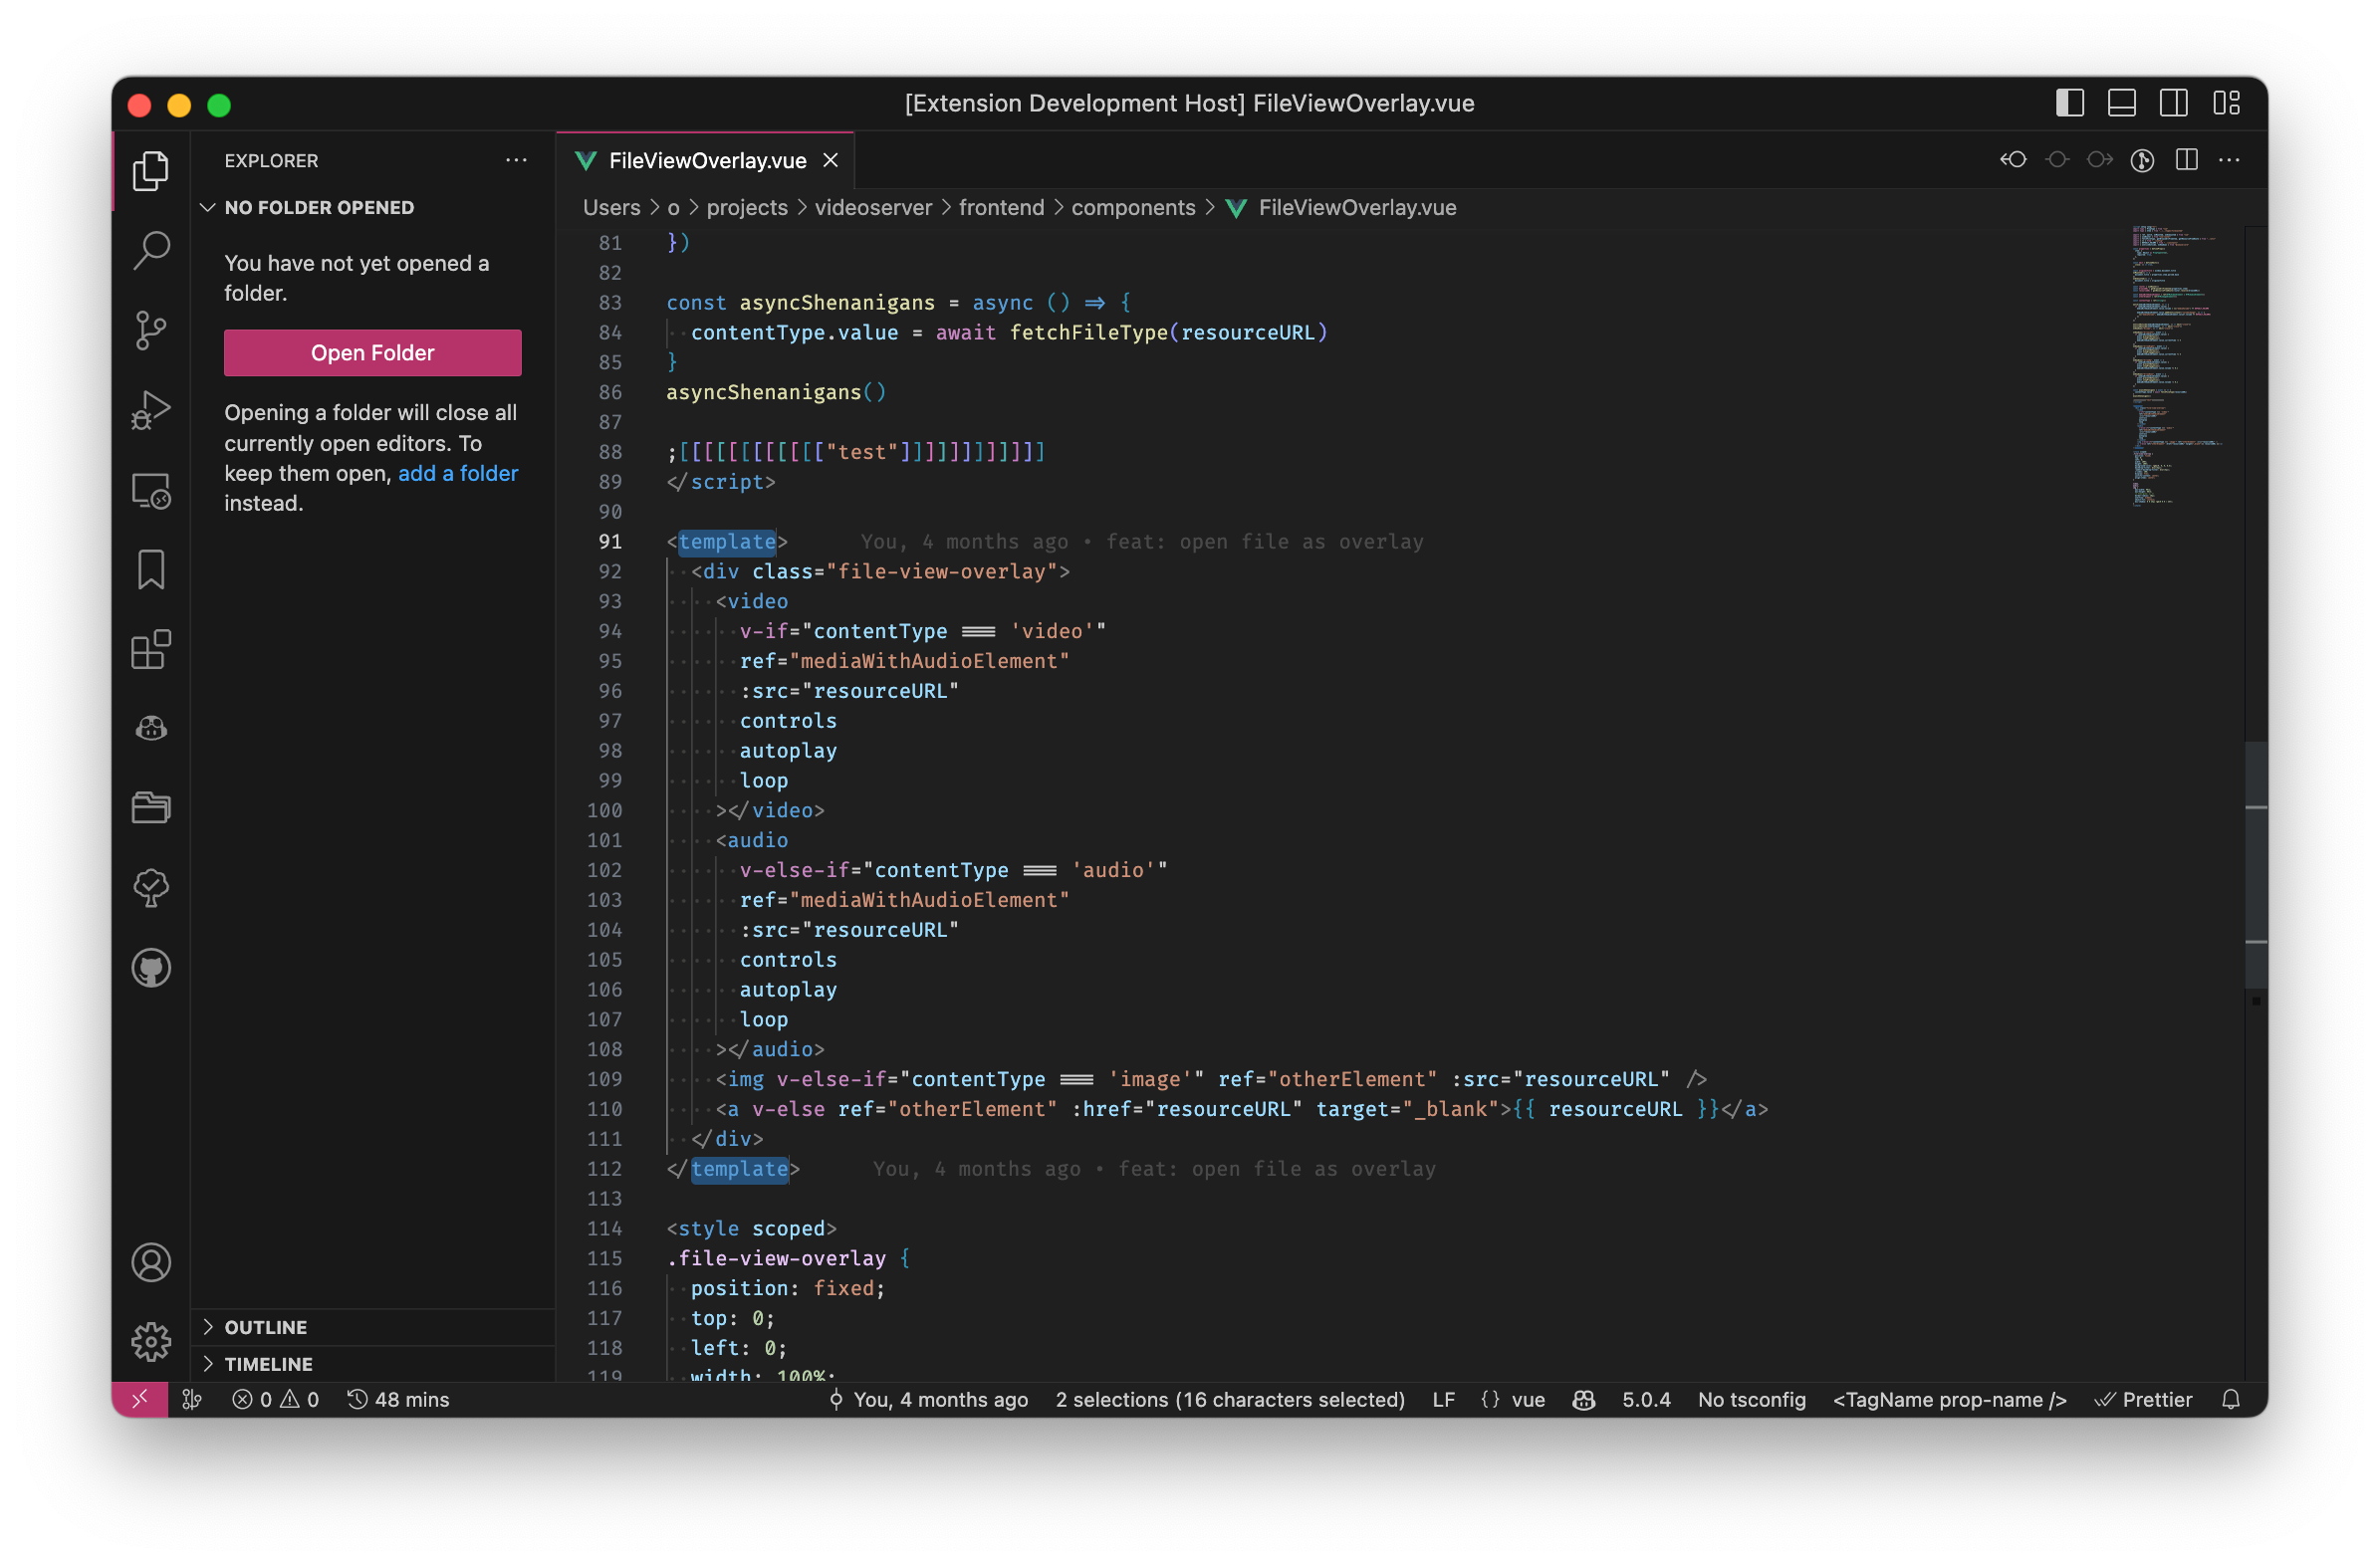 [Extension Development Host] FileViewOverlay.vue
EXPLORER
NO FOLDER OPENED
You have not yet opened a
folder.
Open Folder
Opening a folder will close all
currently open editors. To
keep them open, add a folder
instead.
OUTLINE
TIMELINE
FileViewOverlay.vue
Users > o > projects > videoserver > frontend > components > FileViewOverlay.vue
81 })
82
83 const asyncShenanigans = async () => {
84   contentType.value = await fetchFileType(resourceURL)
85 }
86 asyncShenanigans()
87
88 ;[[[[[[[[[[[["test"]]]]]]]]]]]]
89 </script>
90
91 <template> You, 4 months ago • feat: open file as overlay
92   <div class="file-view-overlay">
93     <video
94       v-if="contentType === 'video'"
95       ref="mediaWithAudioElement"
96       :src="resourceURL"
97       controls
98       autoplay
99       loop
100     ></video>
101     <audio
102       v-else-if="contentType === 'audio'"
103       ref="mediaWithAudioElement"
104       :src="resourceURL"
105       controls
106       autoplay
107       loop
108     ></audio>
109     <img v-else-if="contentType === 'image'" ref="otherElement" :src="resourceURL" />
110     <a v-else ref="otherElement" :href="resourceURL" target="_blank">{{ resourceURL }}</a>
111   </div>
112 </template> You, 4 months ago • feat: open file as overlay
113
114 <style scoped>
115 .file-view-overlay {
116   position: fixed;
117   top: 0;
118   left: 0;
119   width: 100%;
0 0 48 mins You, 4 months ago 2 selections (16 characters selected) LF {} vue 5.0.4 No tsconfig <TagName prop-name /> Prettier